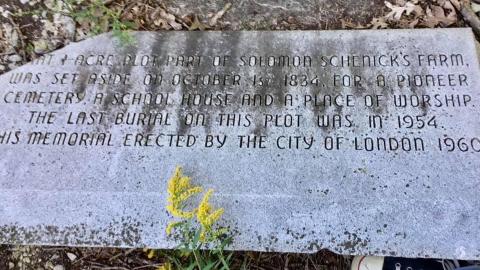 AT 1 ACRE PLOT PART OF SOLOMON SCHENICK'S FARM,
WAS SET ASIDE ON OCTOBER 1ST 1834, FOR A PIONEER
CEMETERY, A SCHOOL HOUSE AND A PLACE OF WORSHIP.
THE LAST BURIAL ON THIS PLOT WAS IN 1954.
HIS MEMORIAL ERECTED BY THE CITY OF LONDON 1960